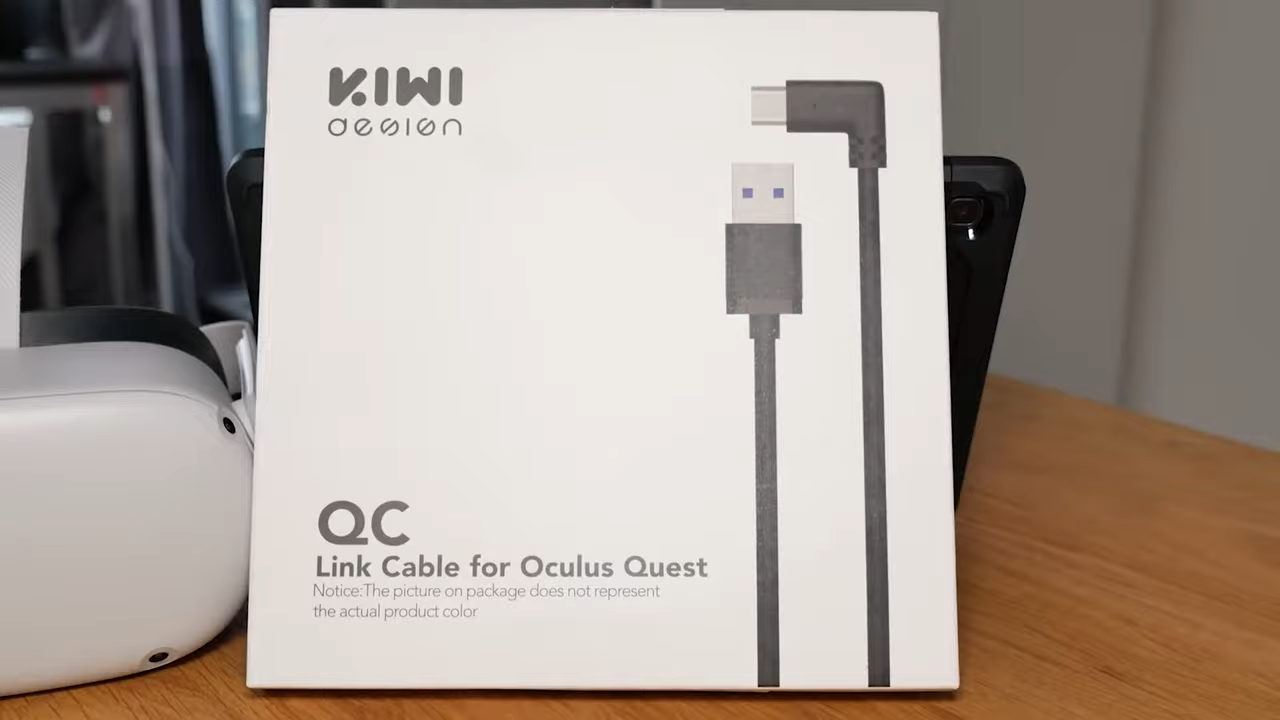 KIWI
design
QC
Link Cable for Oculus Quest
Notice:The picture on package does not represent
the actual product color